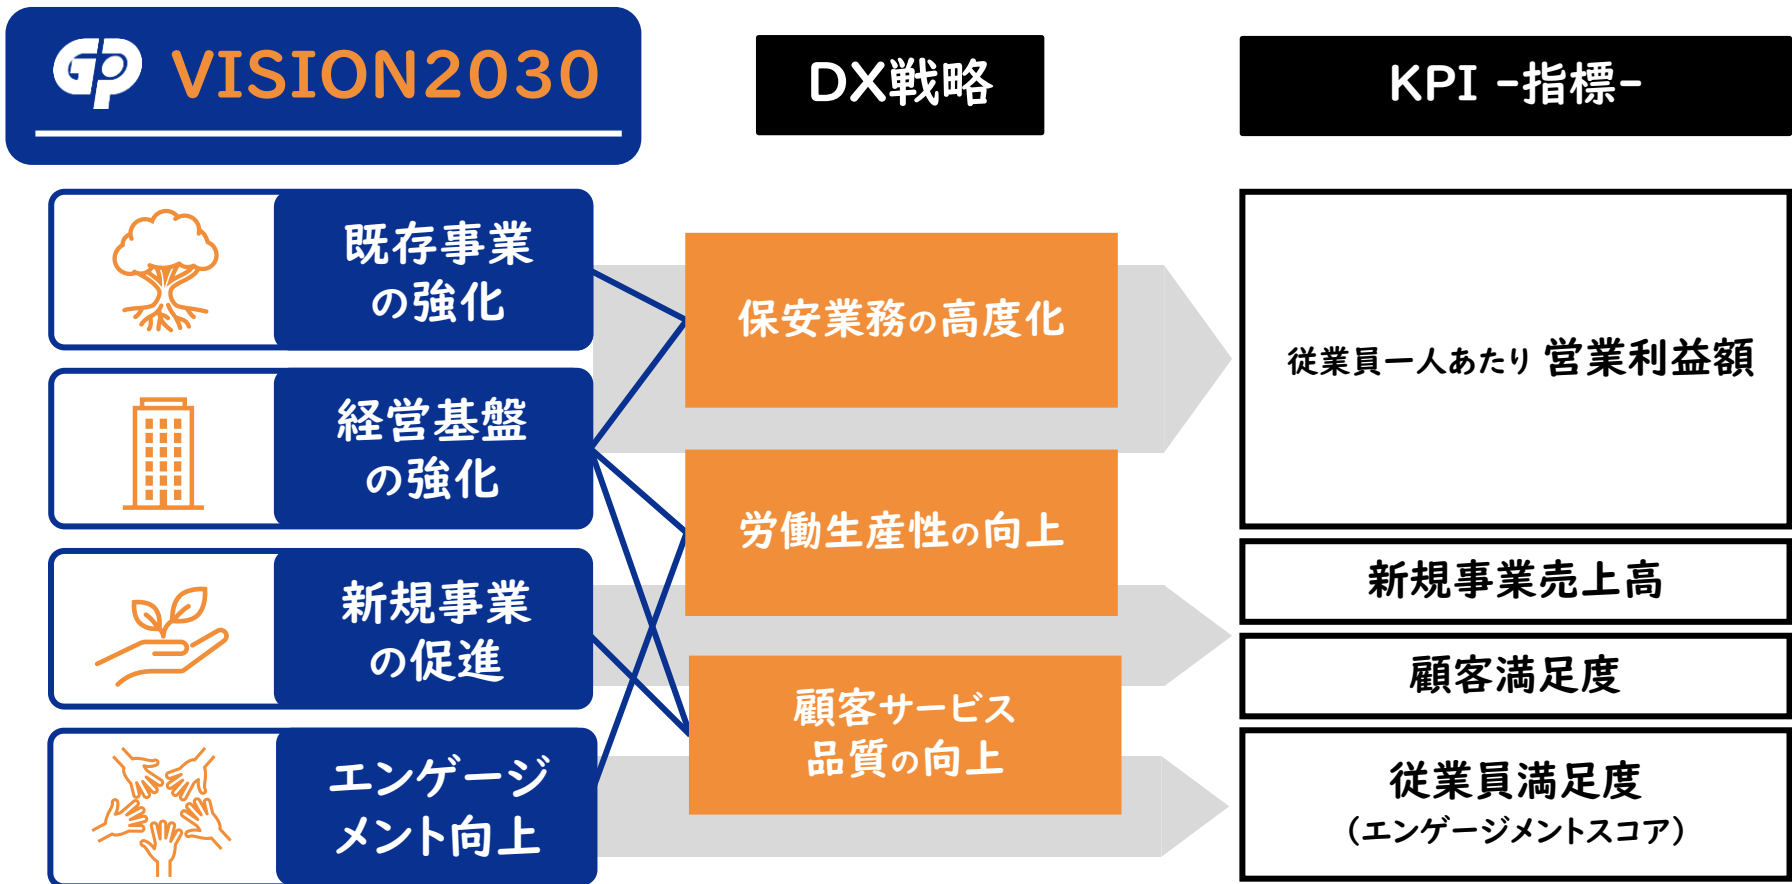 GP VISION2030
DX戦略
KPI -指標-
既存事業
の強化
経営基盤
の強化
新規事業
の促進
エンゲージ
メント向上
保安業務の高度化
労働生産性の向上
顧客サービス
品質の向上
従業員一人あたり 営業利益額
新規事業売上高
顧客満足度
従業員満足度
（エンゲージメントスコア）